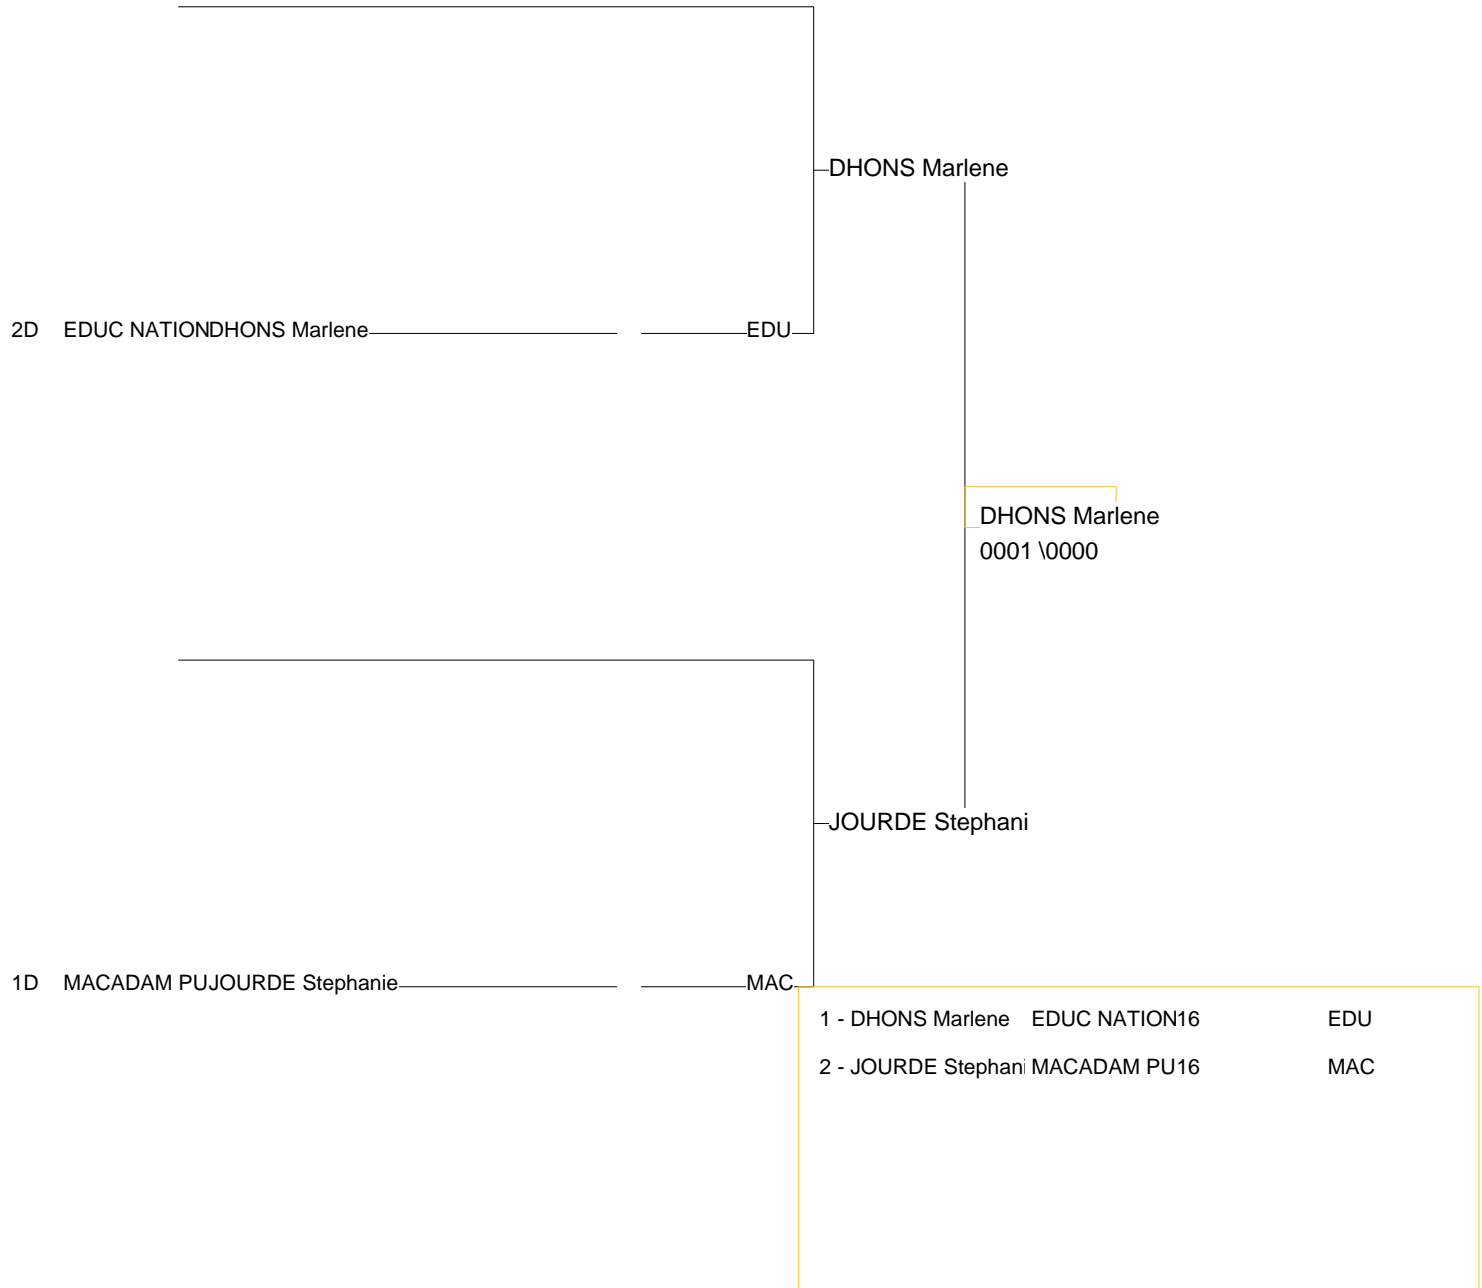 DHONS Marlene
2D EDUC NATIONDHONS Marlene EDU
DHONS Marlene
0001 \0000
JOURDE Stephani
1D MACADAM PUJOURDE Stephanie MAC
1 - DHONS Marlene EDUC NATION16 EDU
2 - JOURDE Stephani MACADAM PU16 MAC